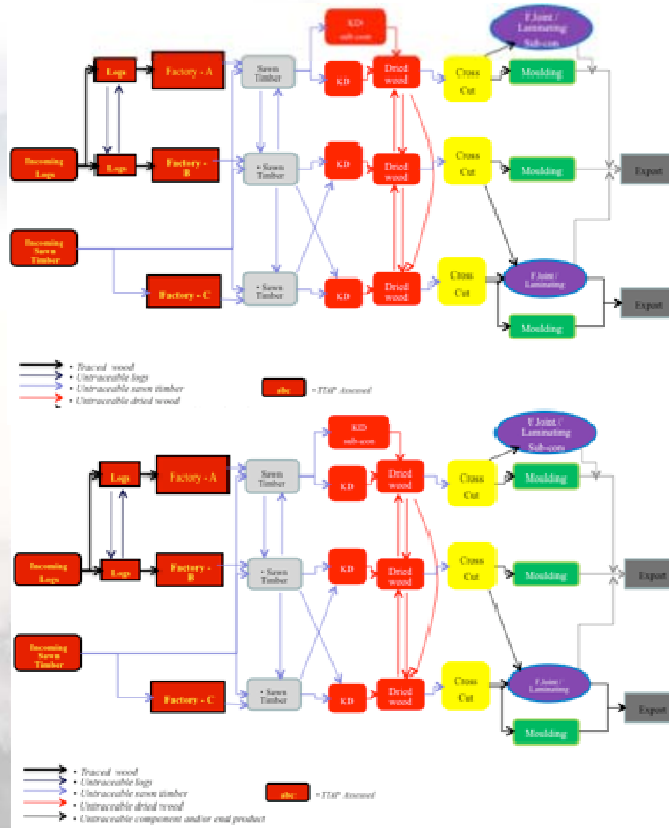 F.Joint /
Laminating
Sub-con
KD
sub-con
Logs
Factory - A
Sawn
Timber
KD
Dried
wood
Cross
Cut
Moulding
Incoming
Logs
Logs
Factory -
B
• Sawn
Timber
KD
Dried
wood
Cross
Cut
Moulding
Export
Incoming
Sawn
Timber
Factory - C
• Sawn
Timber
KD
Dried
wood
Cross
Cut
F.Joint /
Laminating
Moulding
Export
• Traced wood
• Untraceable logs
• Untraceable sawn timber
• Untraceable dried wood
abc
= TTAP Assessed
F.Joint /
Laminating
Sub-con
KD
sub-con
Logs
Factory - A
Sawn
Timber
KD
Dried
wood
Cross
Cut
Moulding
Incoming
Logs
Logs
Factory -
B
• Sawn
Timber
KD
Dried
wood
Cross
Cut
Moulding
Export
Incoming
Sawn
Timber
Factory - C
• Sawn
Timber
KD
Dried
wood
Cross
Cut
F.Joint /
Laminating
Moulding
Export
• Traced wood
• Untraceable logs
• Untraceable sawn timber
• Untraceable dried wood
• Untraceable component and/or end product
abc
= TTAP Assessed